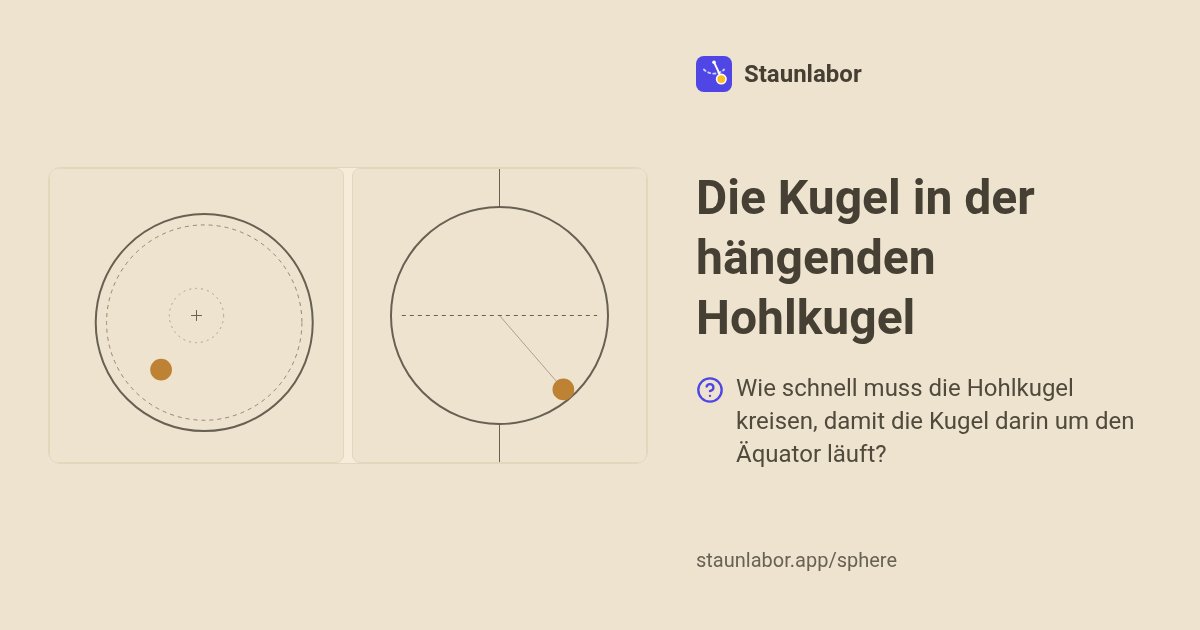 Staunlabor
Die Kugel in der
hängenden
Hohlkugel
Wie schnell muss die Hohlkugel
kreisen, damit die Kugel darin um den
Äquator läuft?
staunlabor.app/sphere